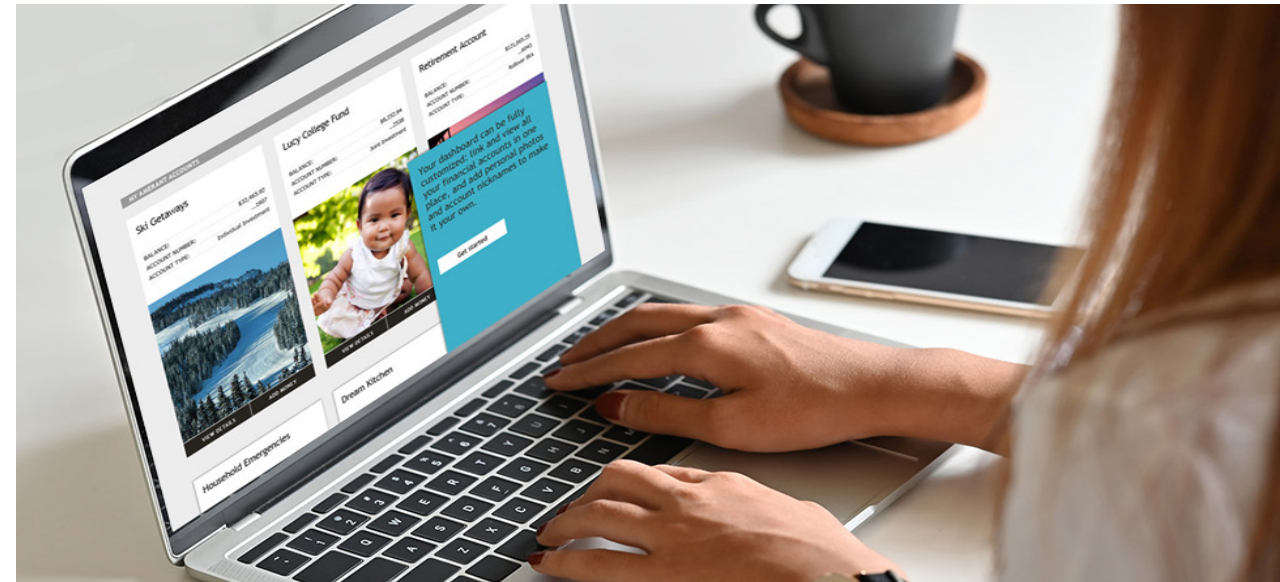 MY AMERANT ACCOUNTS
Ski Getaways
BALANCE:
ACCOUNT NUMBER:
ACCOUNT TYPE: Individual Investment
VIEW DETAILS ADD MONEY
Lucy College Fund
BALANCE:
ACCOUNT NUMBER:
ACCOUNT TYPE: Joint Investment
VIEW DETAILS ADD MONEY
Retirement Account
BALANCE:
ACCOUNT NUMBER:
ACCOUNT TYPE: Rollover IRA
Your dashboard can be fully
customized: link and view all
your financial accounts in one
place, and add personal photos
and account nicknames to make
it your own.
Get started
Household Emergencies
Dream Kitchen